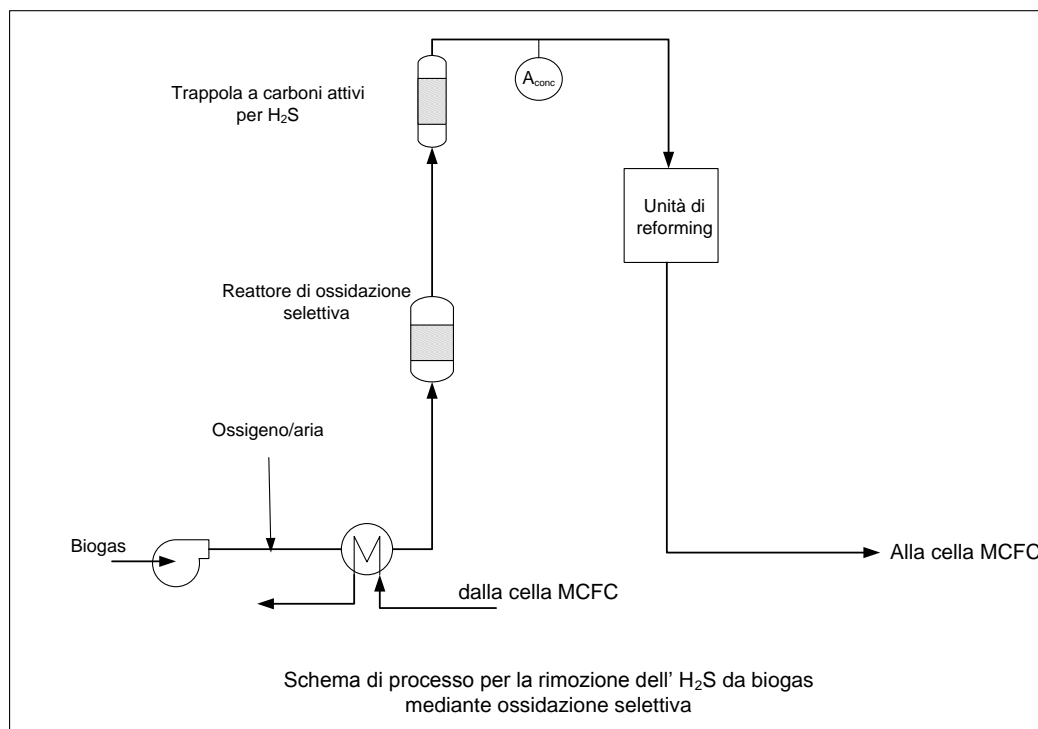 Trappola a carboni attivi
per H₂S
A_conc
Unità di
reforming
Reattore di ossidazione
selettiva
Ossigeno/aria
Biogas
Alla cella MCFC
dalla cella MCFC
Schema di processo per la rimozione dell' H₂S da biogas
mediante ossidazione selettiva